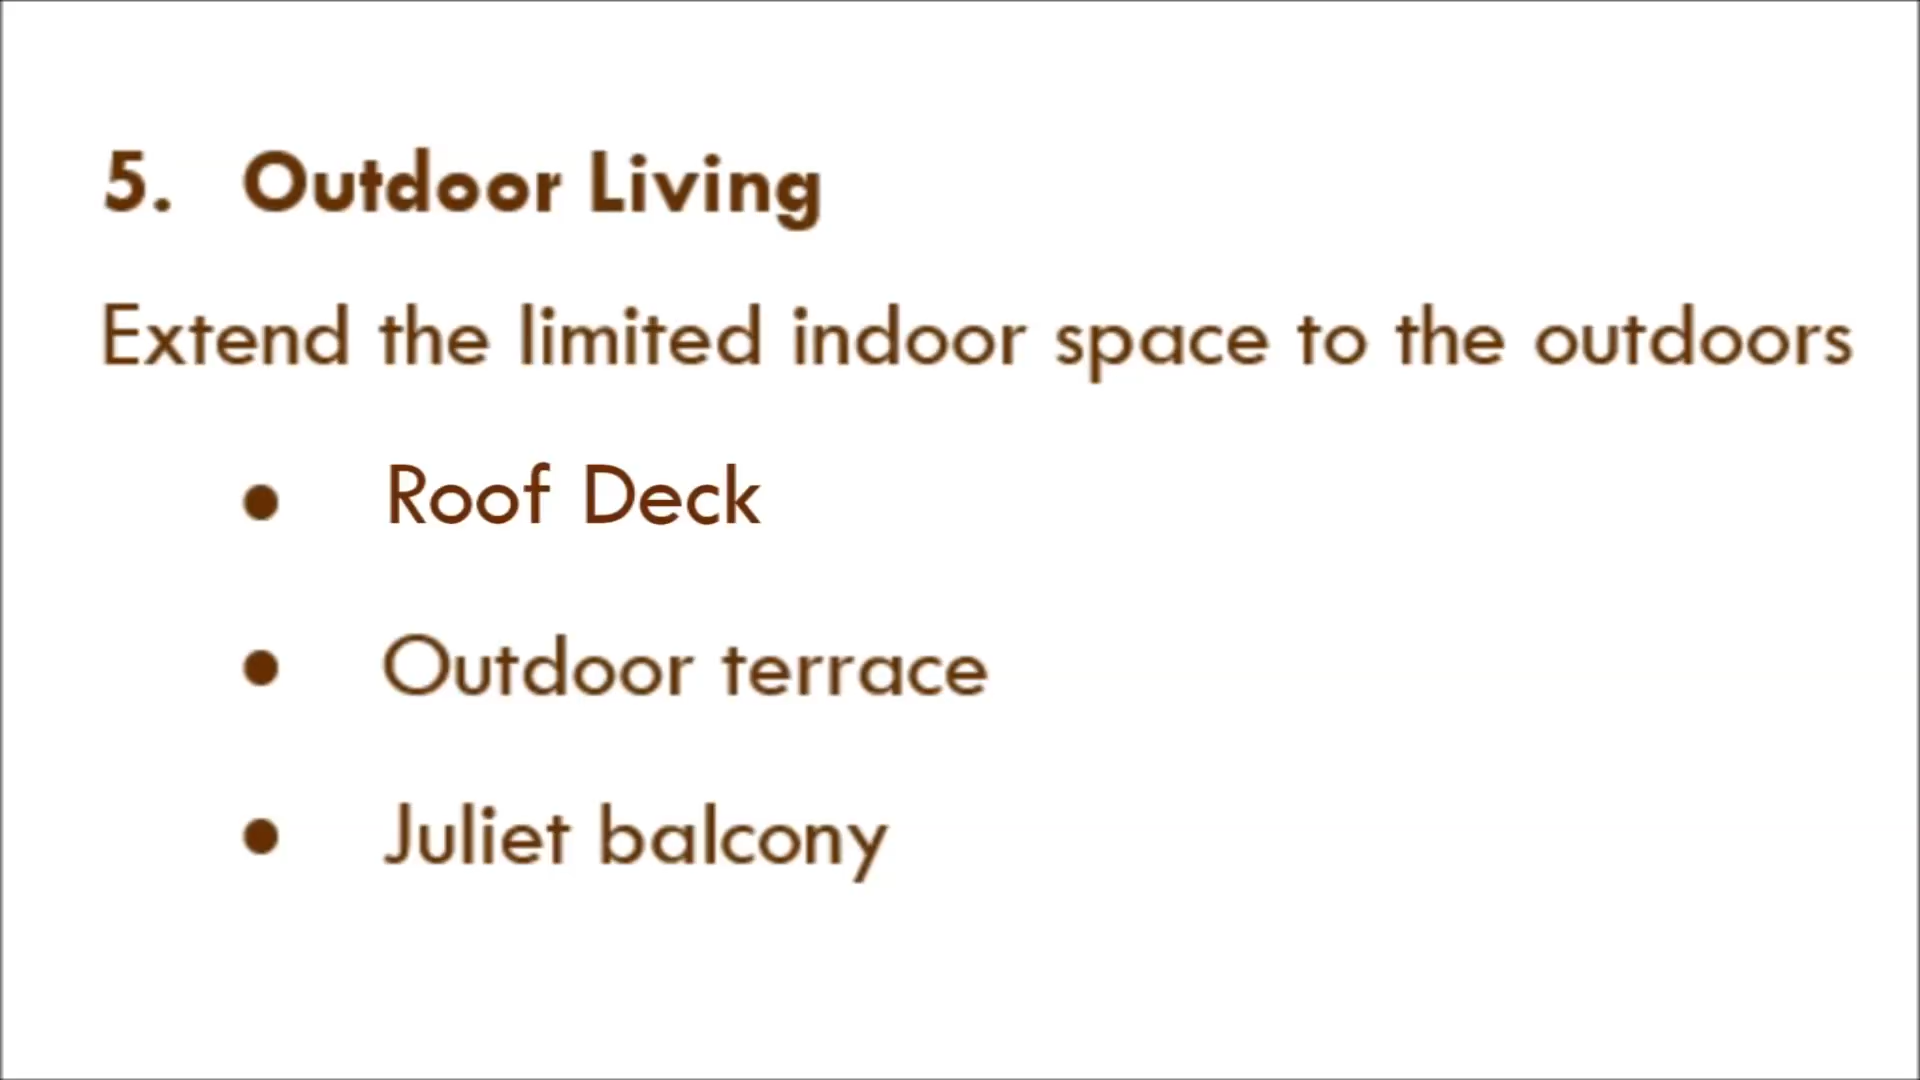 5. Outdoor Living
Extend the limited indoor space to the outdoors
● Roof Deck
● Outdoor terrace
● Juliet balcony